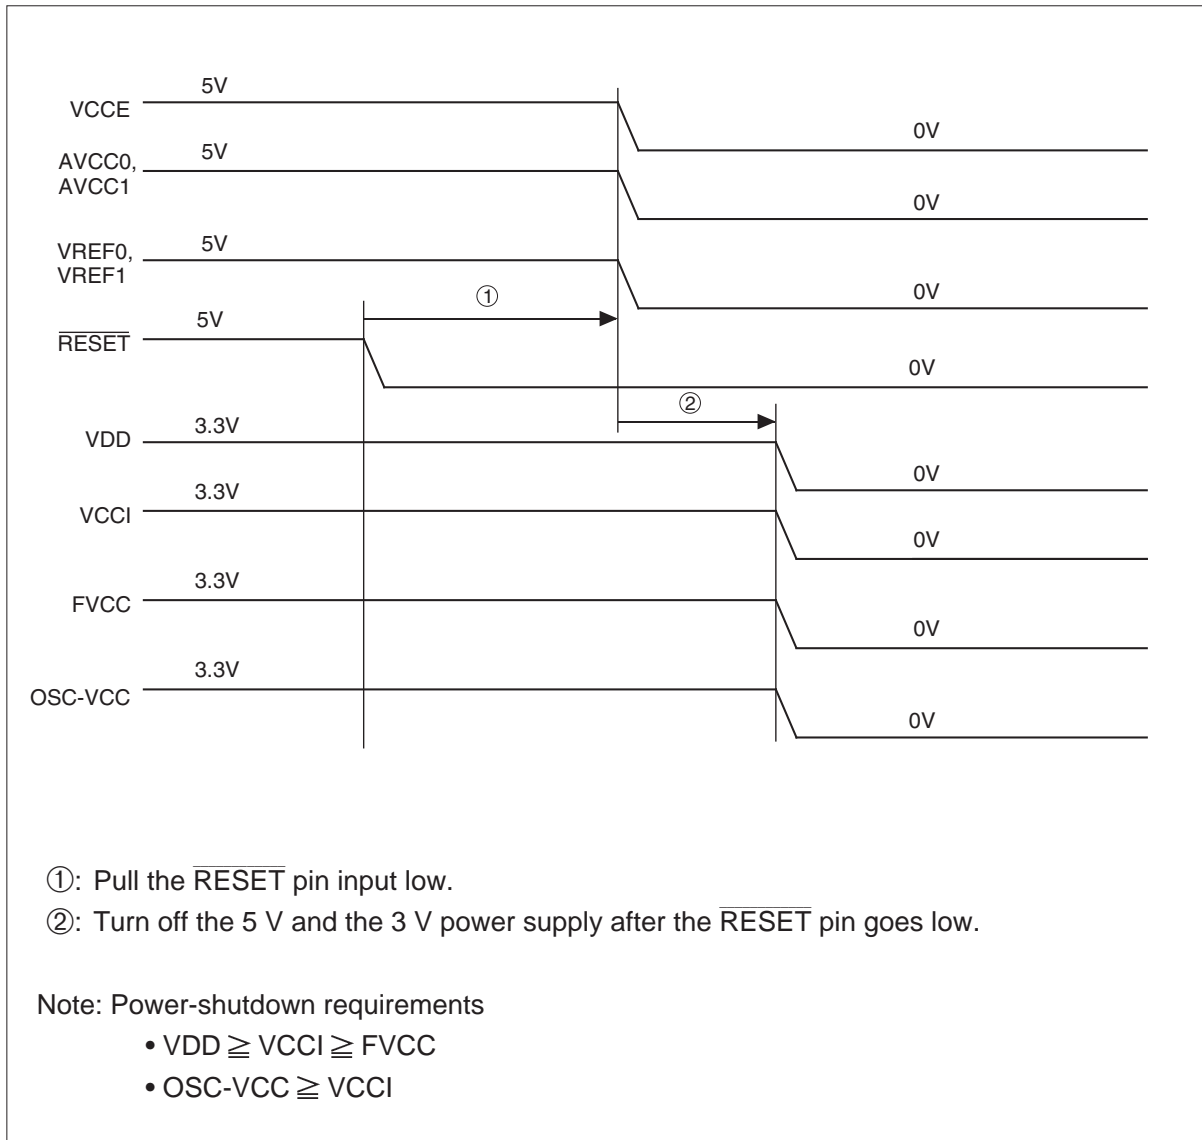 5V
VCCE
0V
AVCC0,
AVCC1
5V
0V
VREF0,
VREF1
5V
0V
①
RESET
5V
0V
②
VDD
3.3V
0V
VCCI
3.3V
0V
FVCC
3.3V
0V
OSC-VCC
3.3V
0V
①: Pull the RESET pin input low.
②: Turn off the 5 V and the 3 V power supply after the RESET pin goes low.
Note: Power-shutdown requirements
• VDD ≧ VCCI ≧ FVCC
• OSC-VCC ≧ VCCI